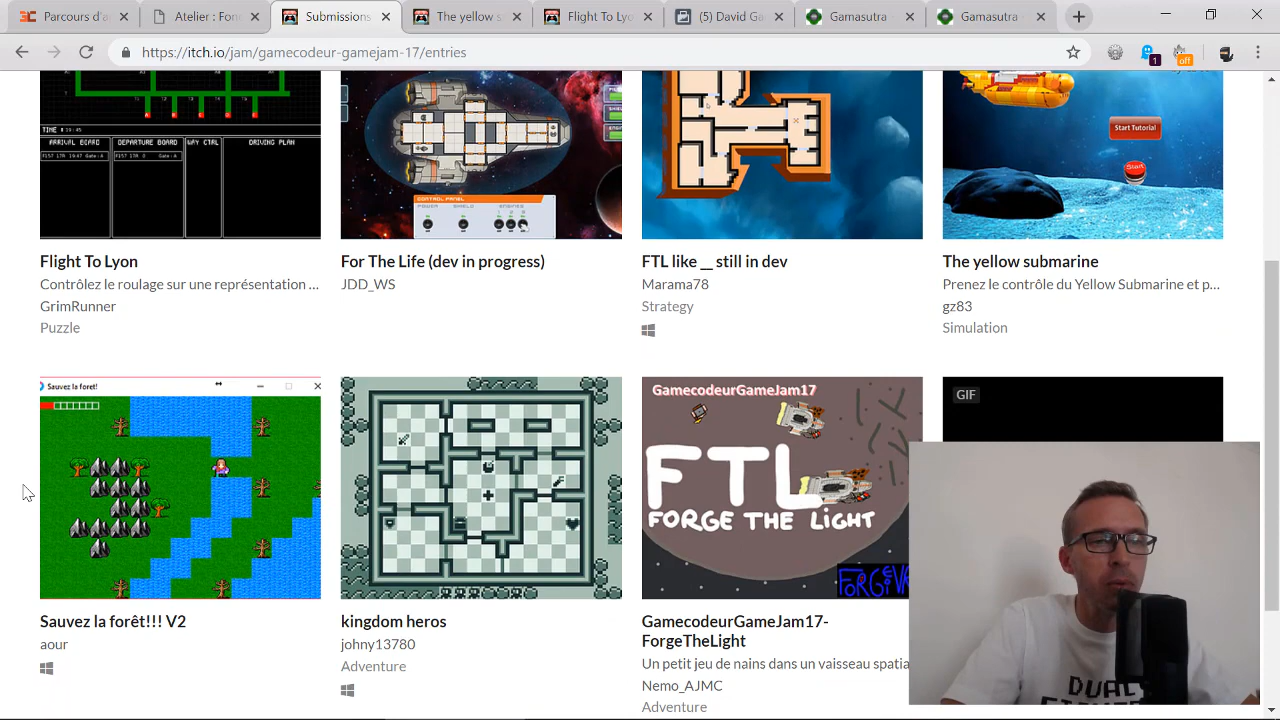 Pourcel
Atelier : Fond
Submissions
The yellow s
Flight To Lyo
(5) David Ga
Gamasutra
Gamasutra
https://itch.io/jam/gamecodeur-gamejam-17/entries
1
off
TIME
ARRIVAL BOARD
DEPARTURE BOARD
WAY CTRL
DRIVING PLAN
CONTROL PANEL
POWER
SHIELD
ENGINES
Start Tutorial
Start
Flight To Lyon
For The Life (dev in progress)
FTL like __ still in dev
The yellow submarine
Contrôlez le roulage sur une représentation ...
JDD_WS
Marama78
Prenez le contrôle du Yellow Submarine et p...
GrimRunner
Strategy
gz83
Puzzle
Simulation
Sauvez la foret!
GamecodeurGameJam17
GIF
FTL
FORGE THE LIGHT
Sauvez la forêt!!! V2
kingdom heros
GamecodeurGameJam17-
ForgeTheLight
aour
johny13780
Un petit jeu de nains dans un vaisseau spatia
Adventure
Nemo_AJMC
Adventure